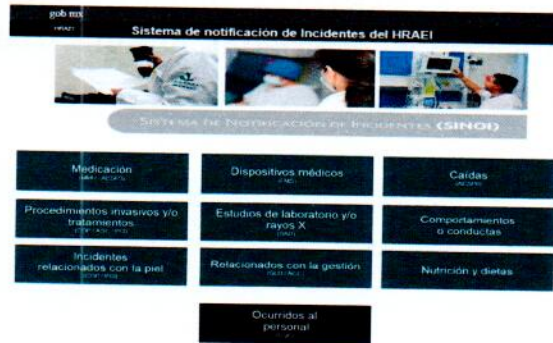 gob mx
HRAEI
Sistema de notificación de Incidentes del HRAEI
SISTEMA DE NOTIFICACIÓN DE INCIDENTES (SINOI)
Medicación
Dispositivos médicos
Caídas
Procedimientos invasivos y/o
tratamientos
Estudios de laboratorio y/o
rayos X
Comportamientos
o conductas
Incidentes
relacionados con la piel
Relacionados con la gestión
Nutrición y dietas
Ocurridos al
personal